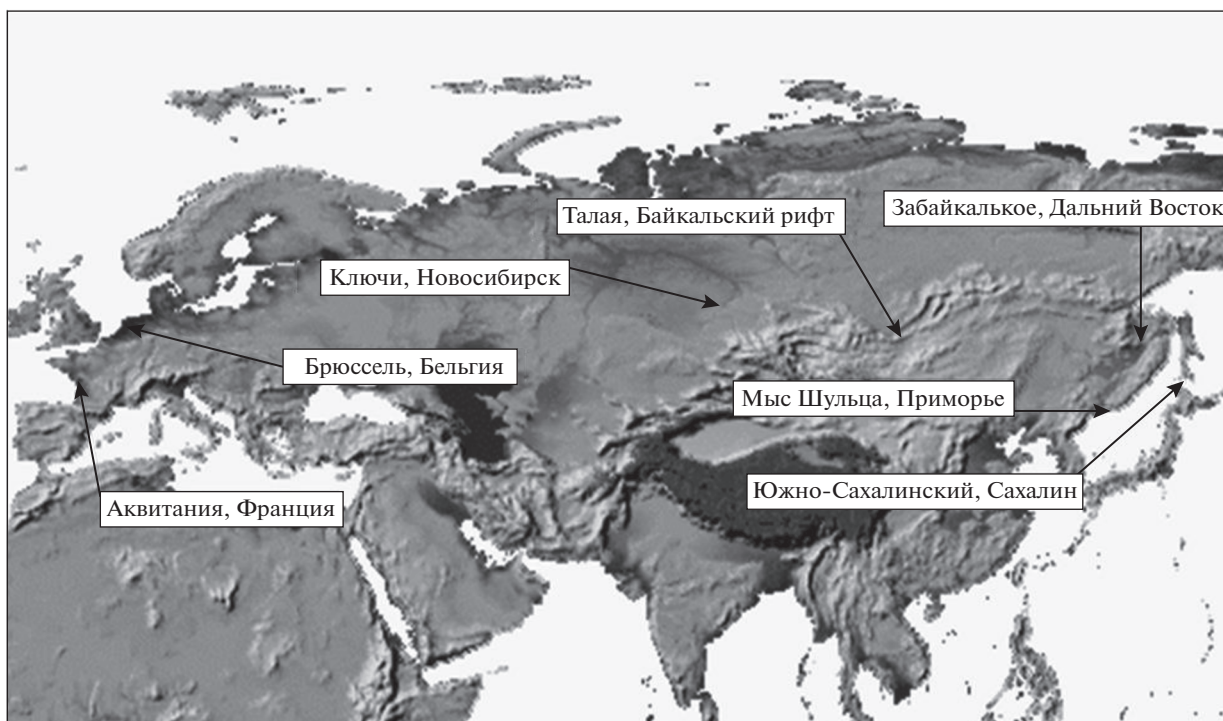 Талая, Байкальский рифт
Забайкалькое, Дальний Восток
Ключи, Новосибирск
Брюссель, Бельгия
Мыс Шульца, Приморье
Южно-Сахалинский, Сахалин
Аквитания, Франция